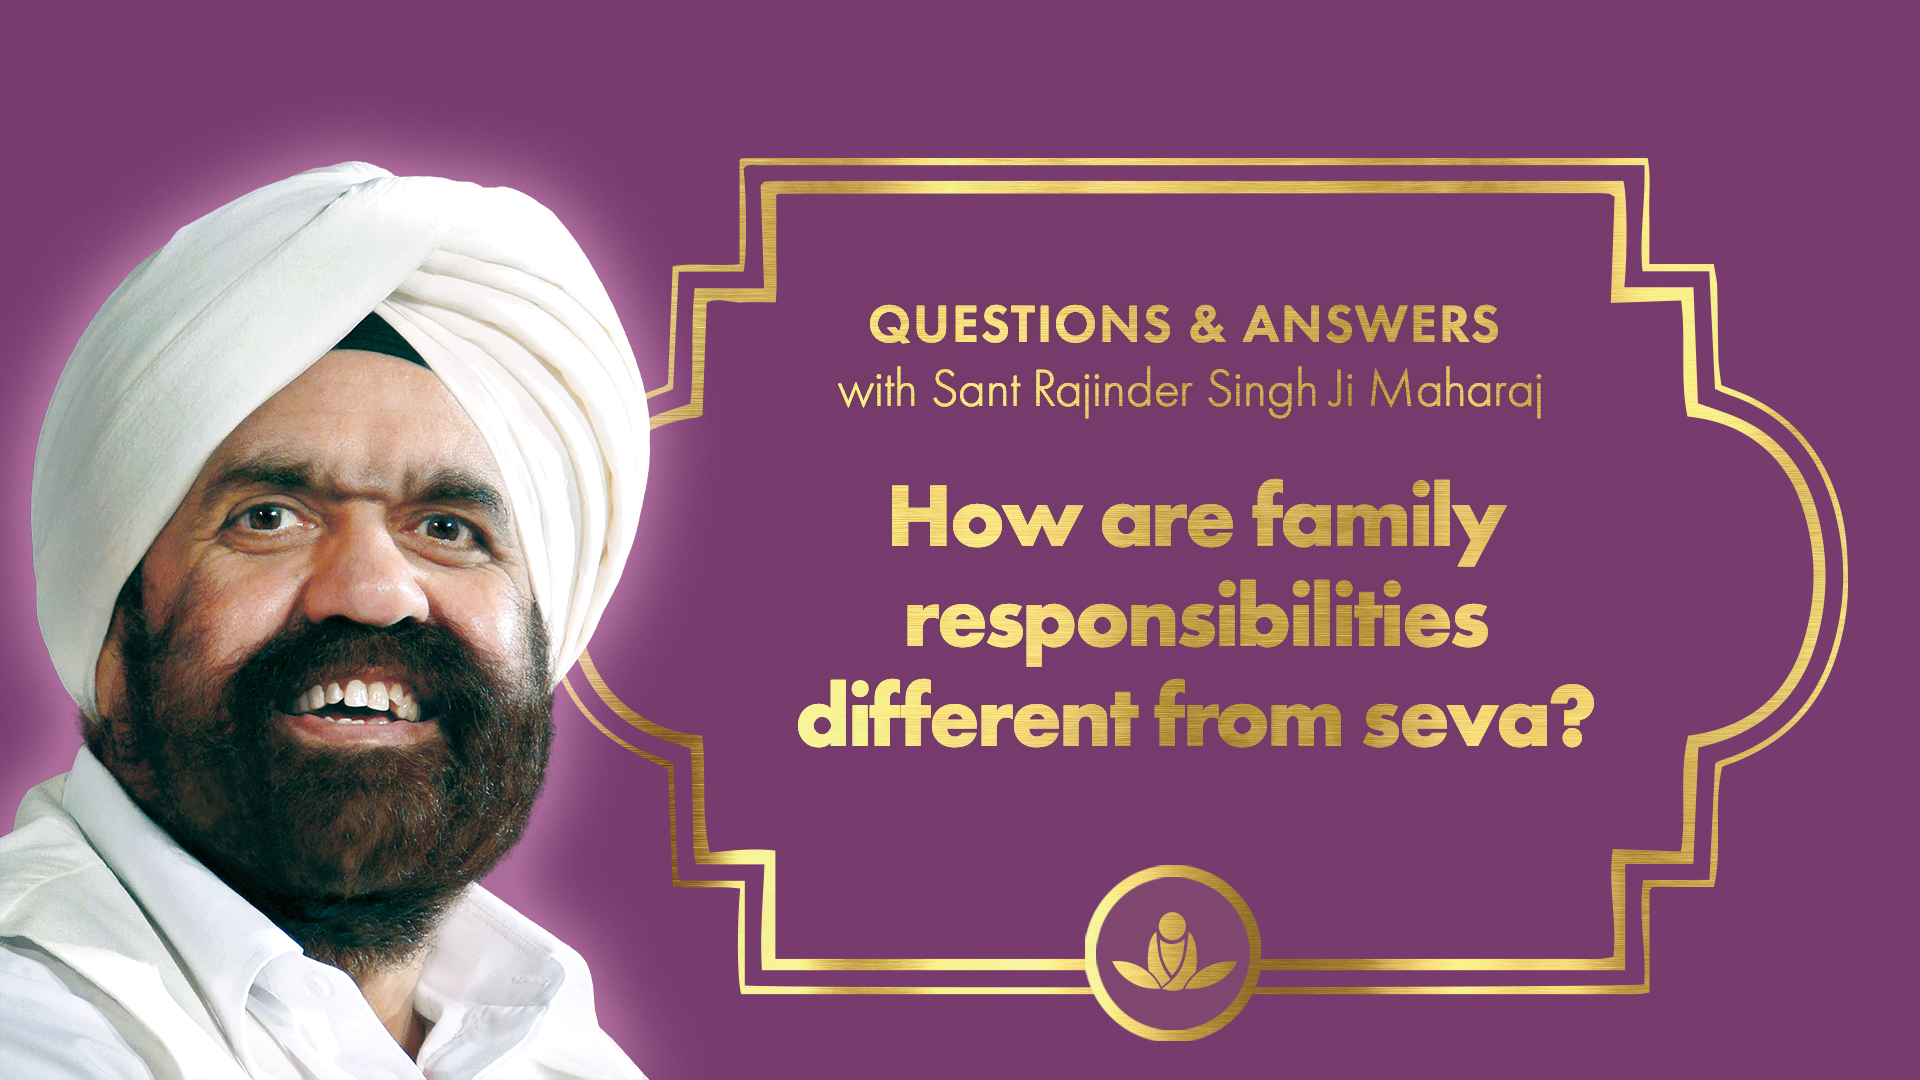 QUESTIONS & ANSWERS
with Sant Rajinder Singh Ji Maharaj
How are family
responsibilities
different from seva?